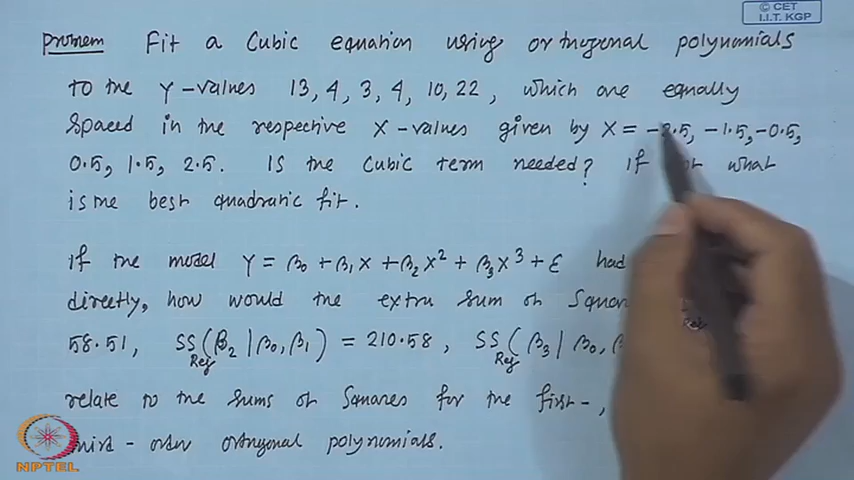 © CET
I.I.T. KGP
Problem Fit a Cubic equation using orthogonal polynomials
to the Y-values 13, 4, 3, 4, 10, 22, which are equally
Spaced in the respective X-values given by X = -2.5, -1.5, -0.5,
0.5, 1.5, 2.5. Is the Cubic term needed? If what
is the best quadratic fit.
If the model Y = β₀ + β₁X + β₂X² + β₃X³ + ε had
directly, how would the extra sum of Squares
58.51, SS_Reg(β₂ | β₀, β₁) = 210.58, SS_Reg(β₃ | β₀,
relate to the sums of Squares for the first-,
third-order orthogonal polynomials.
NPTEL